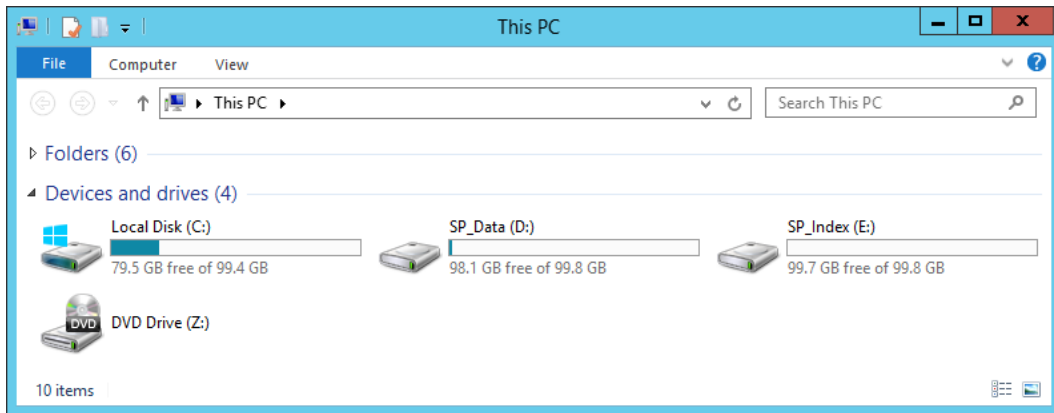 This PC
File Computer View
This PC Search This PC
Folders (6)
Devices and drives (4)
Local Disk (C:) SP_Data (D:) SP_Index (E:)
79.5 GB free of 99.4 GB 98.1 GB free of 99.8 GB 99.7 GB free of 99.8 GB
DVD DVD Drive (Z:)
10 items